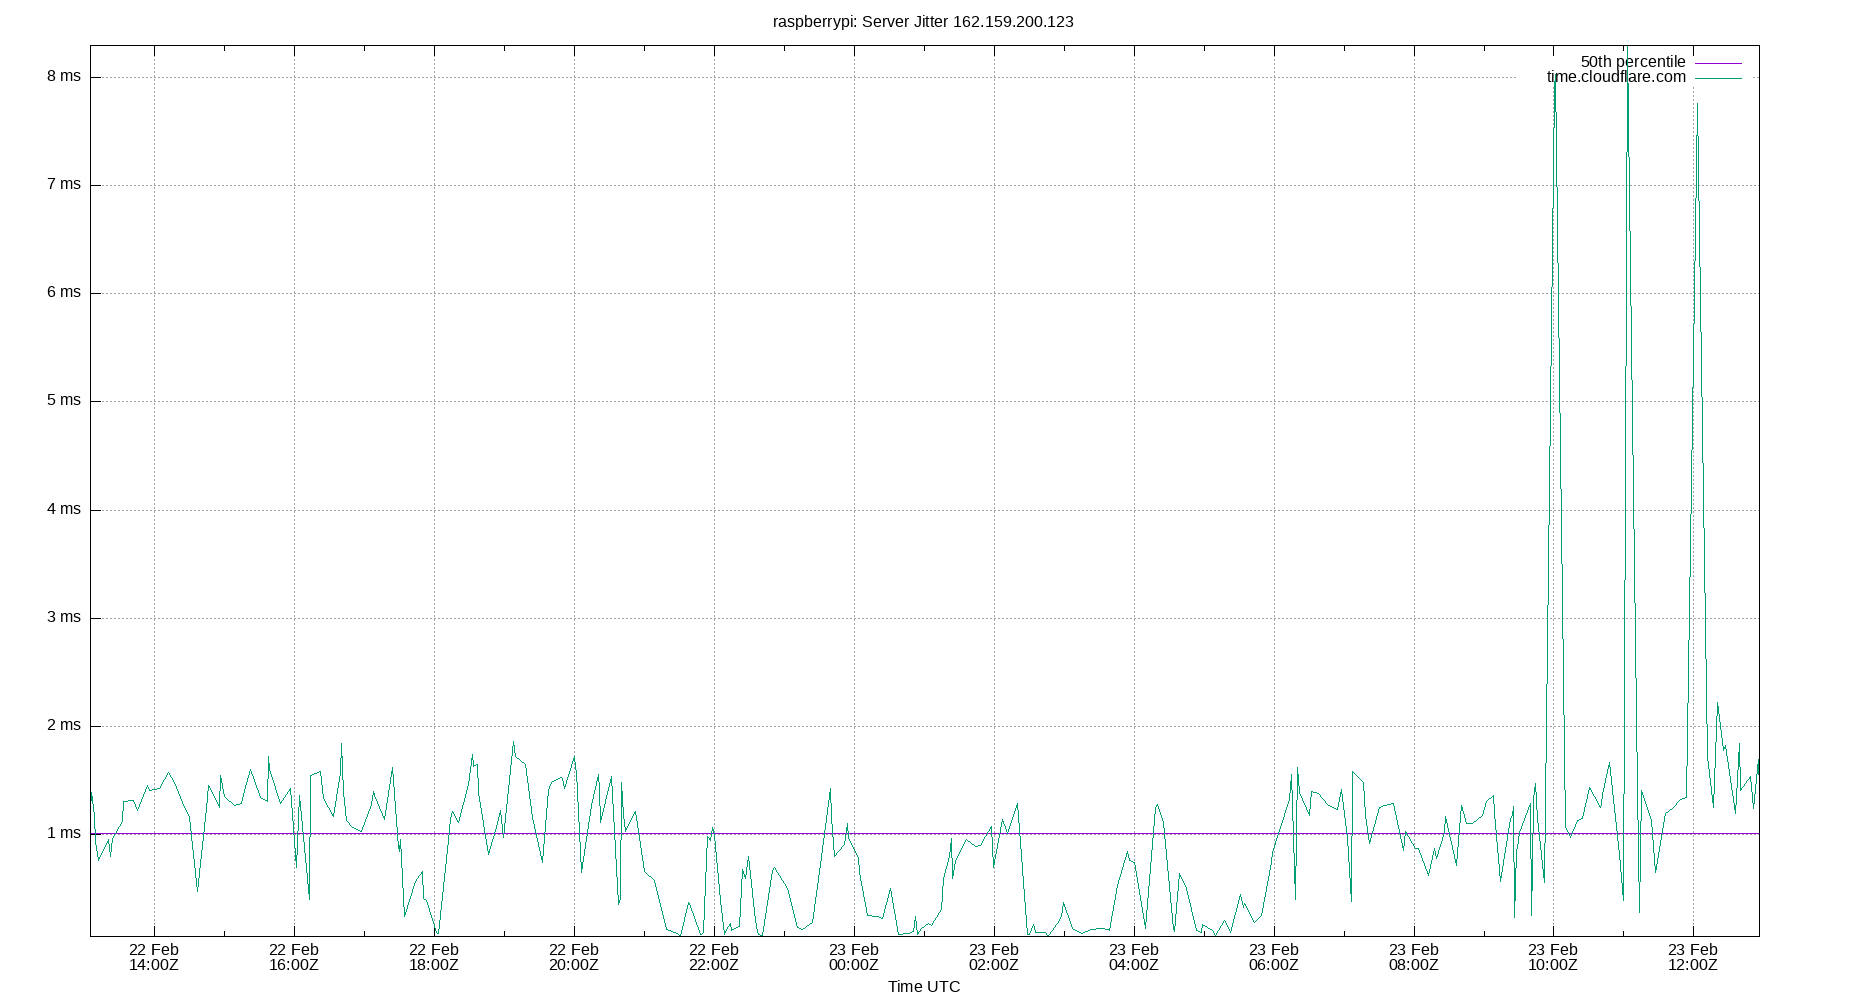 raspberrypi: Server Jitter 162.159.200.123
50th percentile
time.cloudflare.com
8 ms
7 ms
6 ms
5 ms
4 ms
3 ms
2 ms
1 ms
22 Feb 22 Feb 22 Feb 22 Feb 22 Feb 23 Feb 23 Feb 23 Feb 23 Feb 23 Feb 23 Feb 23 Feb
14:00Z 16:00Z 18:00Z 20:00Z 22:00Z 00:00Z 02:00Z 04:00Z 06:00Z 08:00Z 10:00Z 12:00Z
Time UTC